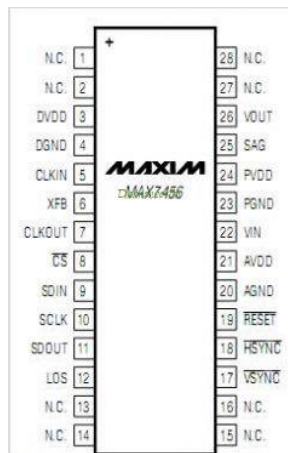 +
N.C. 1 28 N.C.
N.C. 2 27 N.C.
DVDD 3 26 VOUT
DGND 4 25 SAG
CLKIN 5 MAXIM 24 PVDD
XFB 6 MAX7456 23 PGND
CLKOUT 7 22 VIN
CS 8 21 AVDD
SDIN 9 20 AGND
SCLK 10 19 RESET
SDOUT 11 18 HSYNC
LOS 12 17 VSYNC
N.C. 13 16 N.C.
N.C. 14 15 N.C.